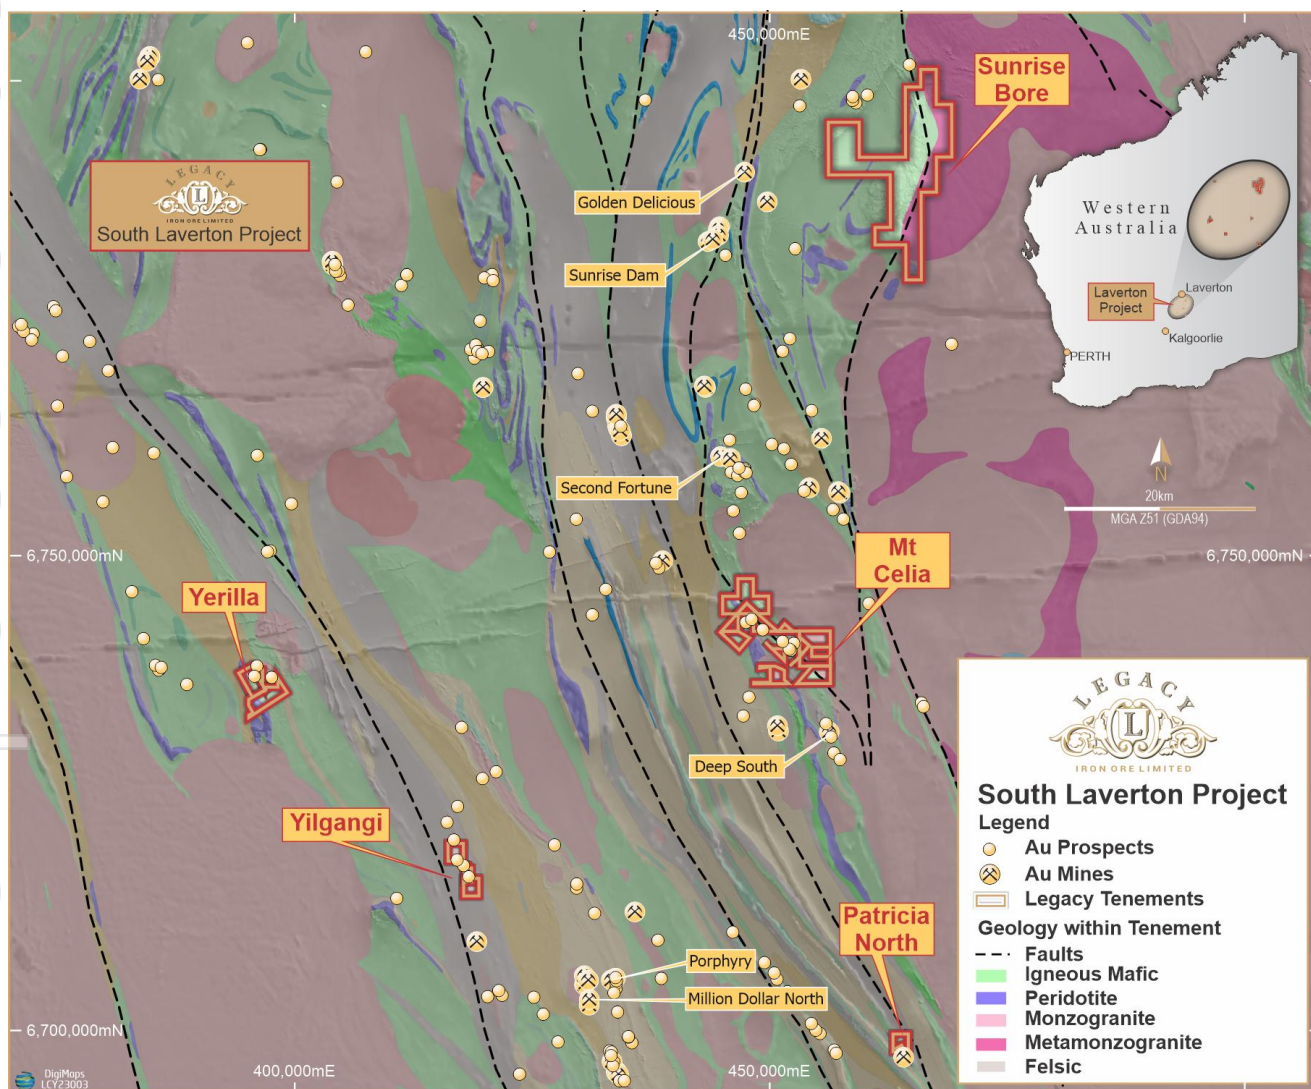 450,000mE
Sunrise
Bore
LEGACY
L
IRON ORE LIMITED
South Laverton Project
Golden Delicious
Sunrise Dam
Western
Australia
Laverton
Project
Laverton
Kalgoorlie
PERTH
N
20km
MGA Z51 (GDA94)
Second Fortune
6,750,000mN
6,750,000mN
Mt
Celia
Yerilla
Deep South
Yilgangi
Patricia
North
Porphyry
Million Dollar North
6,700,000mN
400,000mE
450,000mE
DigiMaps
LCY23003
LEGACY
L
IRON ORE LIMITED
South Laverton Project
Legend
Au Prospects
Au Mines
Legacy Tenements
Geology within Tenement
Faults
Igneous Mafic
Peridotite
Monzogranite
Metamonzogranite
Felsic